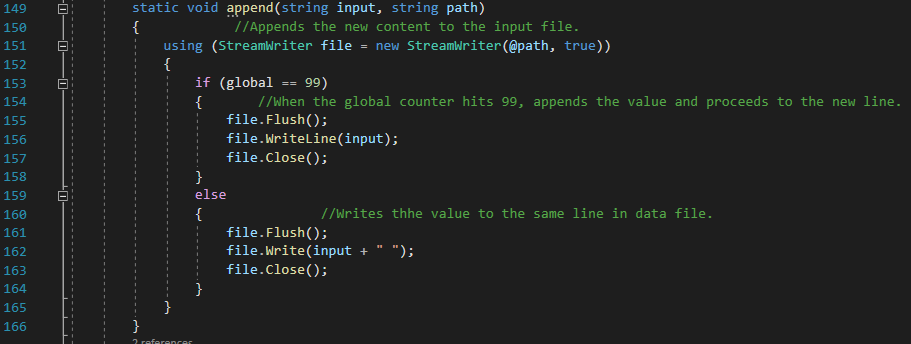 149 static void append(string input, string path)
150 { //Appends the new content to the input file.
151 using (StreamWriter file = new StreamWriter(@path, true))
152 {
153 if (global == 99)
154 { //When the global counter hits 99, appends the value and proceeds to the new line.
155 file.Flush();
156 file.WriteLine(input);
157 file.Close();
158 }
159 else
160 { //Writes thhe value to the same line in data file.
161 file.Flush();
162 file.Write(input + " ");
163 file.Close();
164 }
165 }
166 }
2 references